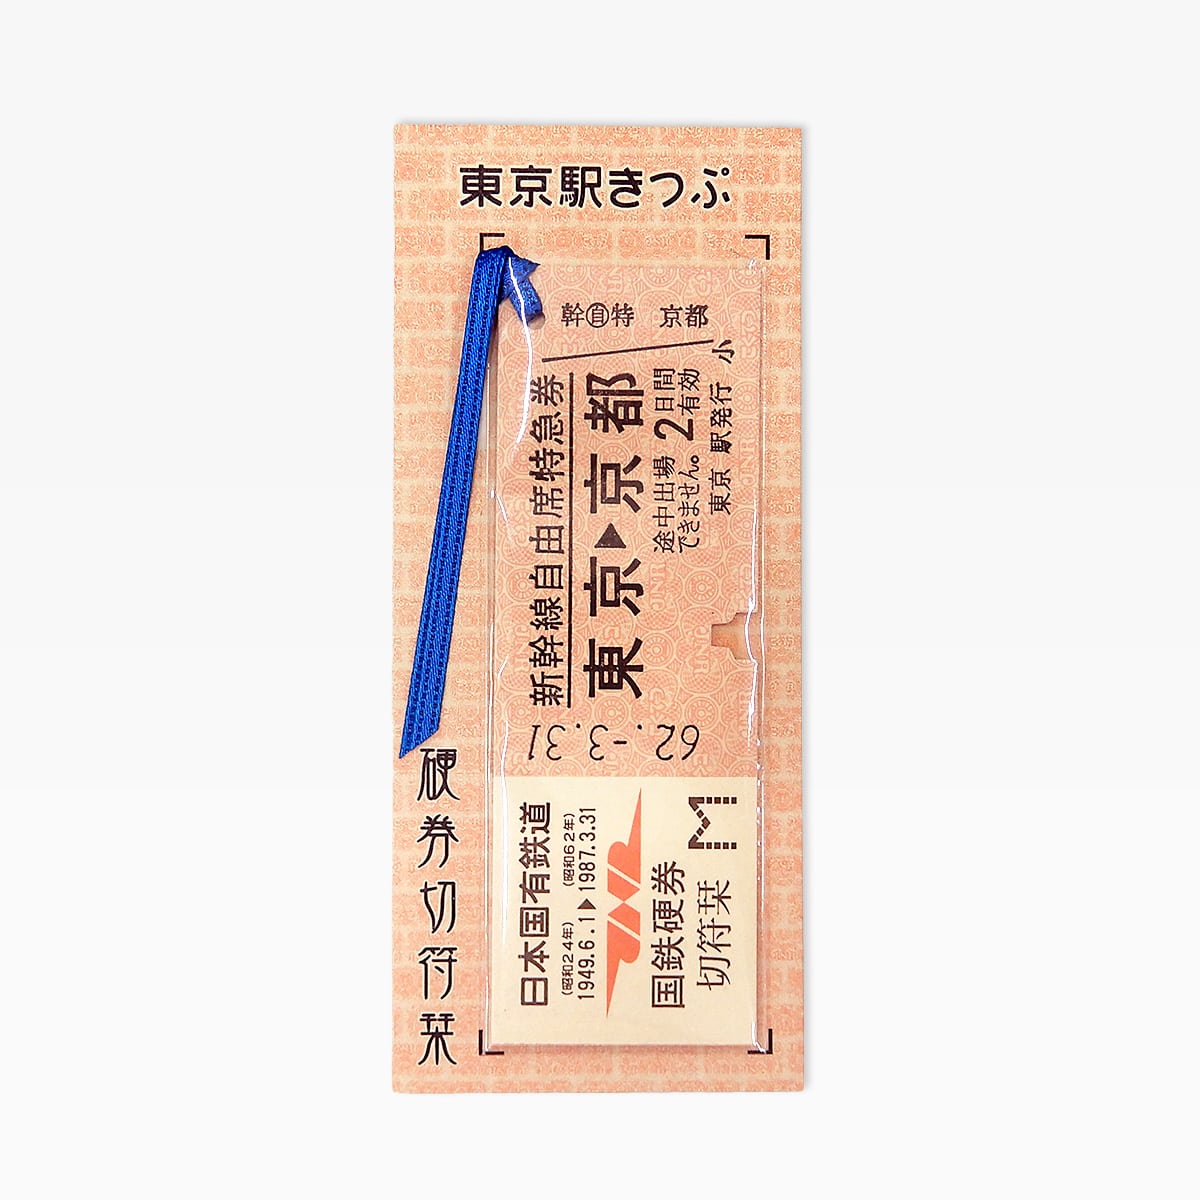 東京駅きっぷ
幹自特 京都
小
新幹線自由席特急券
東京▶京都
途中出場
できません。
2日間
有効
東京 駅発行
62.-3.31
日本国有鉄道
(昭和24年) (昭和62年)
1949.6.1▶1987.3.31
JNR
国鉄硬券
切符栞
M
硬券切符栞